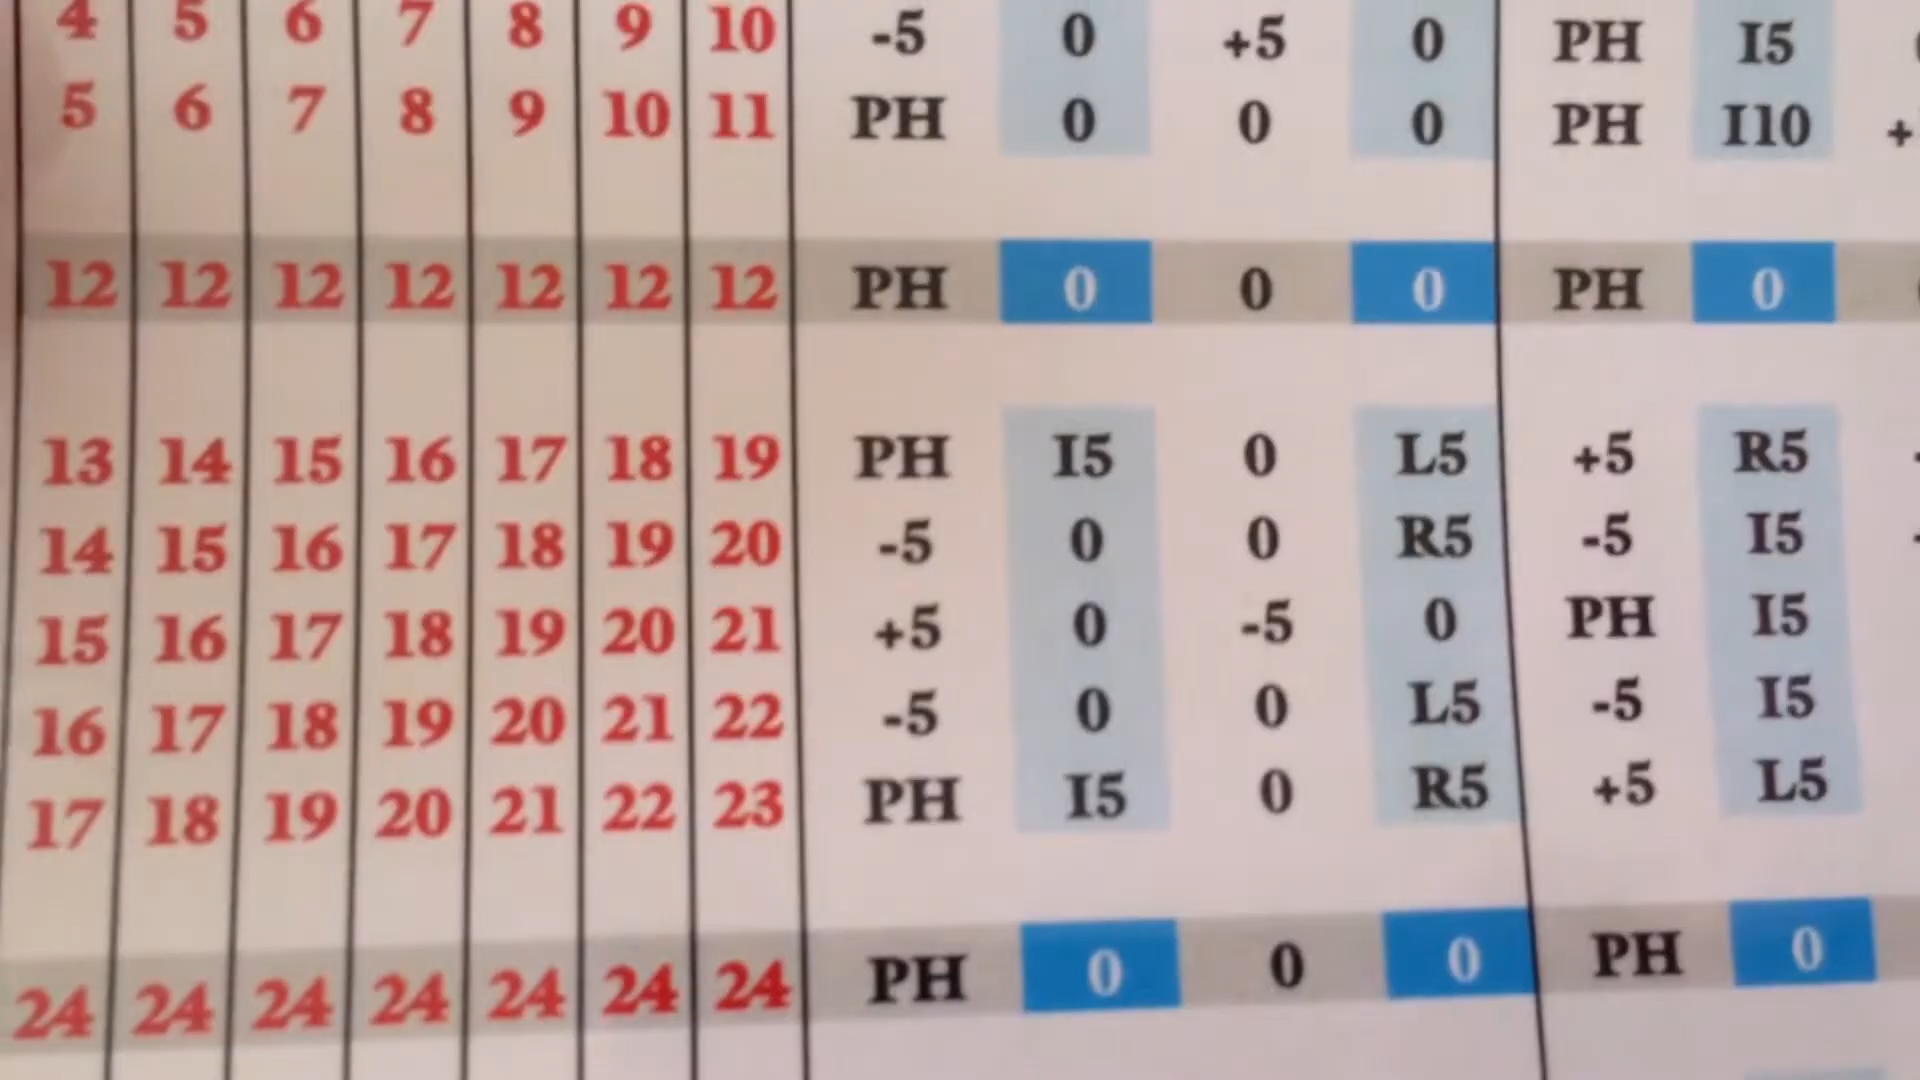 4 5 6 7 8 9 10 -5 0 +5 0 PH I5
5 6 7 8 9 10 11 PH 0 0 0 PH I10 +
12 12 12 12 12 12 12 PH 0 0 0 PH 0
13 14 15 16 17 18 19 PH I5 0 L5 +5 R5
14 15 16 17 18 19 20 -5 0 0 R5 -5 I5
15 16 17 18 19 20 21 +5 0 -5 0 PH I5
16 17 18 19 20 21 22 -5 0 0 L5 -5 I5
17 18 19 20 21 22 23 PH I5 0 R5 +5 L5
24 24 24 24 24 24 24 PH 0 0 0 PH 0